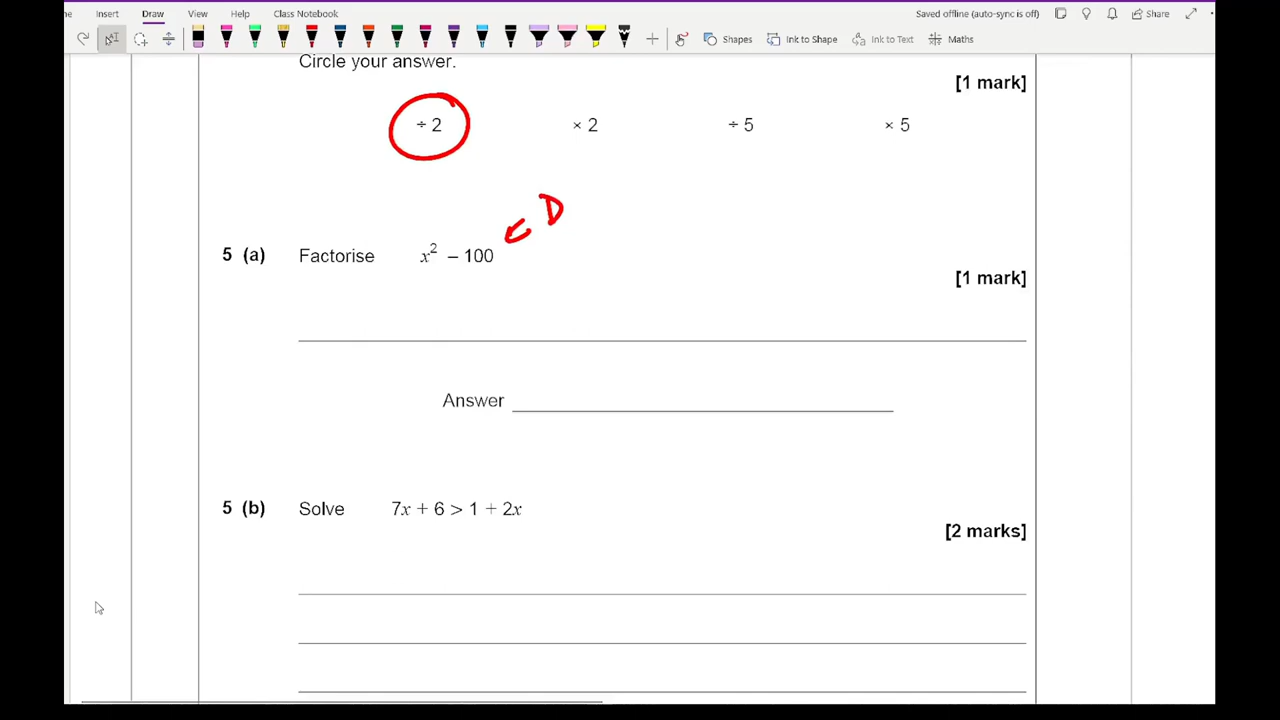 Insert Draw View Help Class Notebook Saved offline (auto-sync is off) Share
Shapes Ink to Shape Ink to Text Maths
Circle your answer.
[1 mark]
÷ 2 × 2 ÷ 5 × 5
D
5 (a) Factorise x² – 100
[1 mark]
Answer
5 (b) Solve 7x + 6 > 1 + 2x
[2 marks]